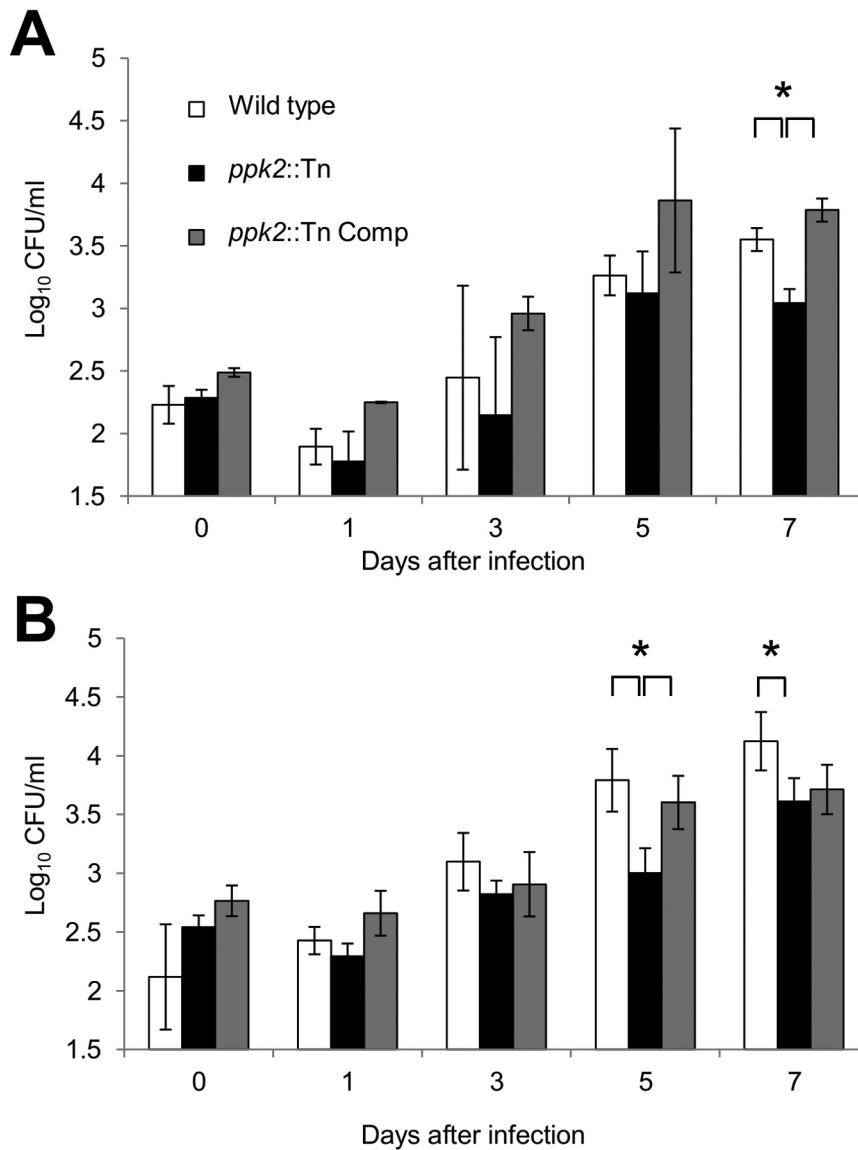 A
5
4.5
4
3.5
3
2.5
2
1.5
Log10 CFU/ml
Wild type
ppk2::Tn
ppk2::Tn Comp
*
0 1 3 5 7
Days after infection
B
5
4.5
4
3.5
3
2.5
2
1.5
Log10 CFU/ml
* *
0 1 3 5 7
Days after infection